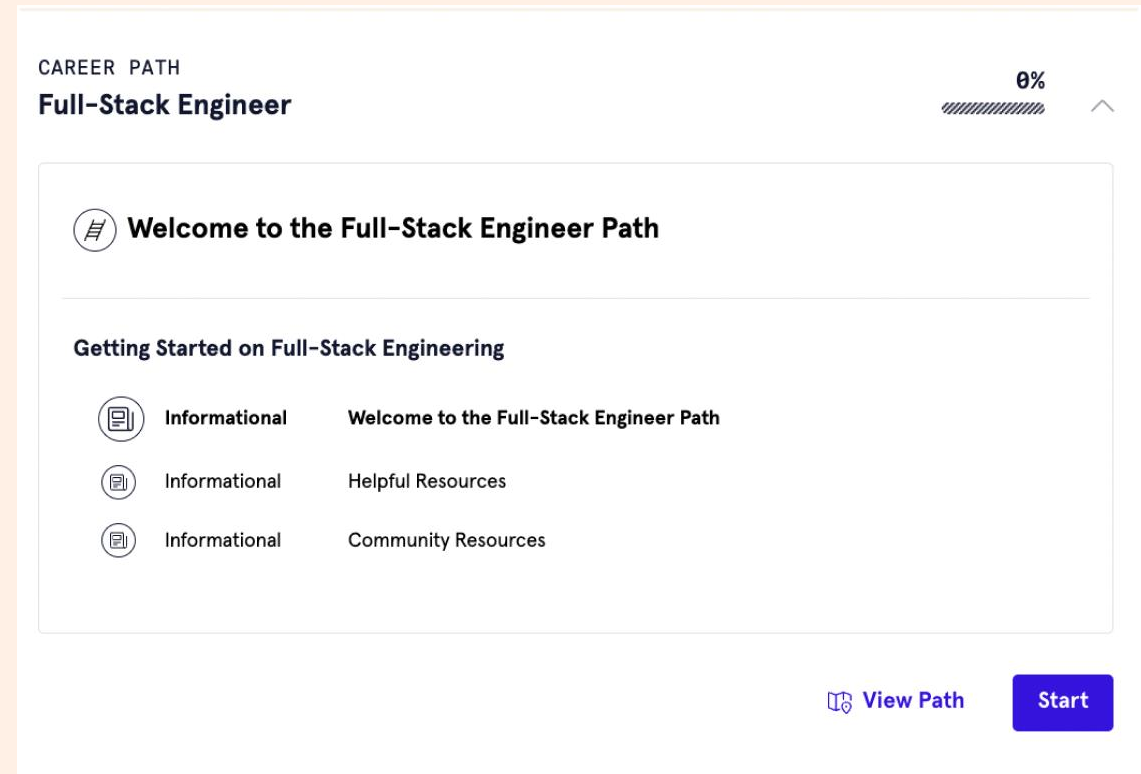 CAREER PATH
Full-Stack Engineer
0%
Welcome to the Full-Stack Engineer Path
Getting Started on Full-Stack Engineering
Informational Welcome to the Full-Stack Engineer Path
Informational Helpful Resources
Informational Community Resources
View Path Start